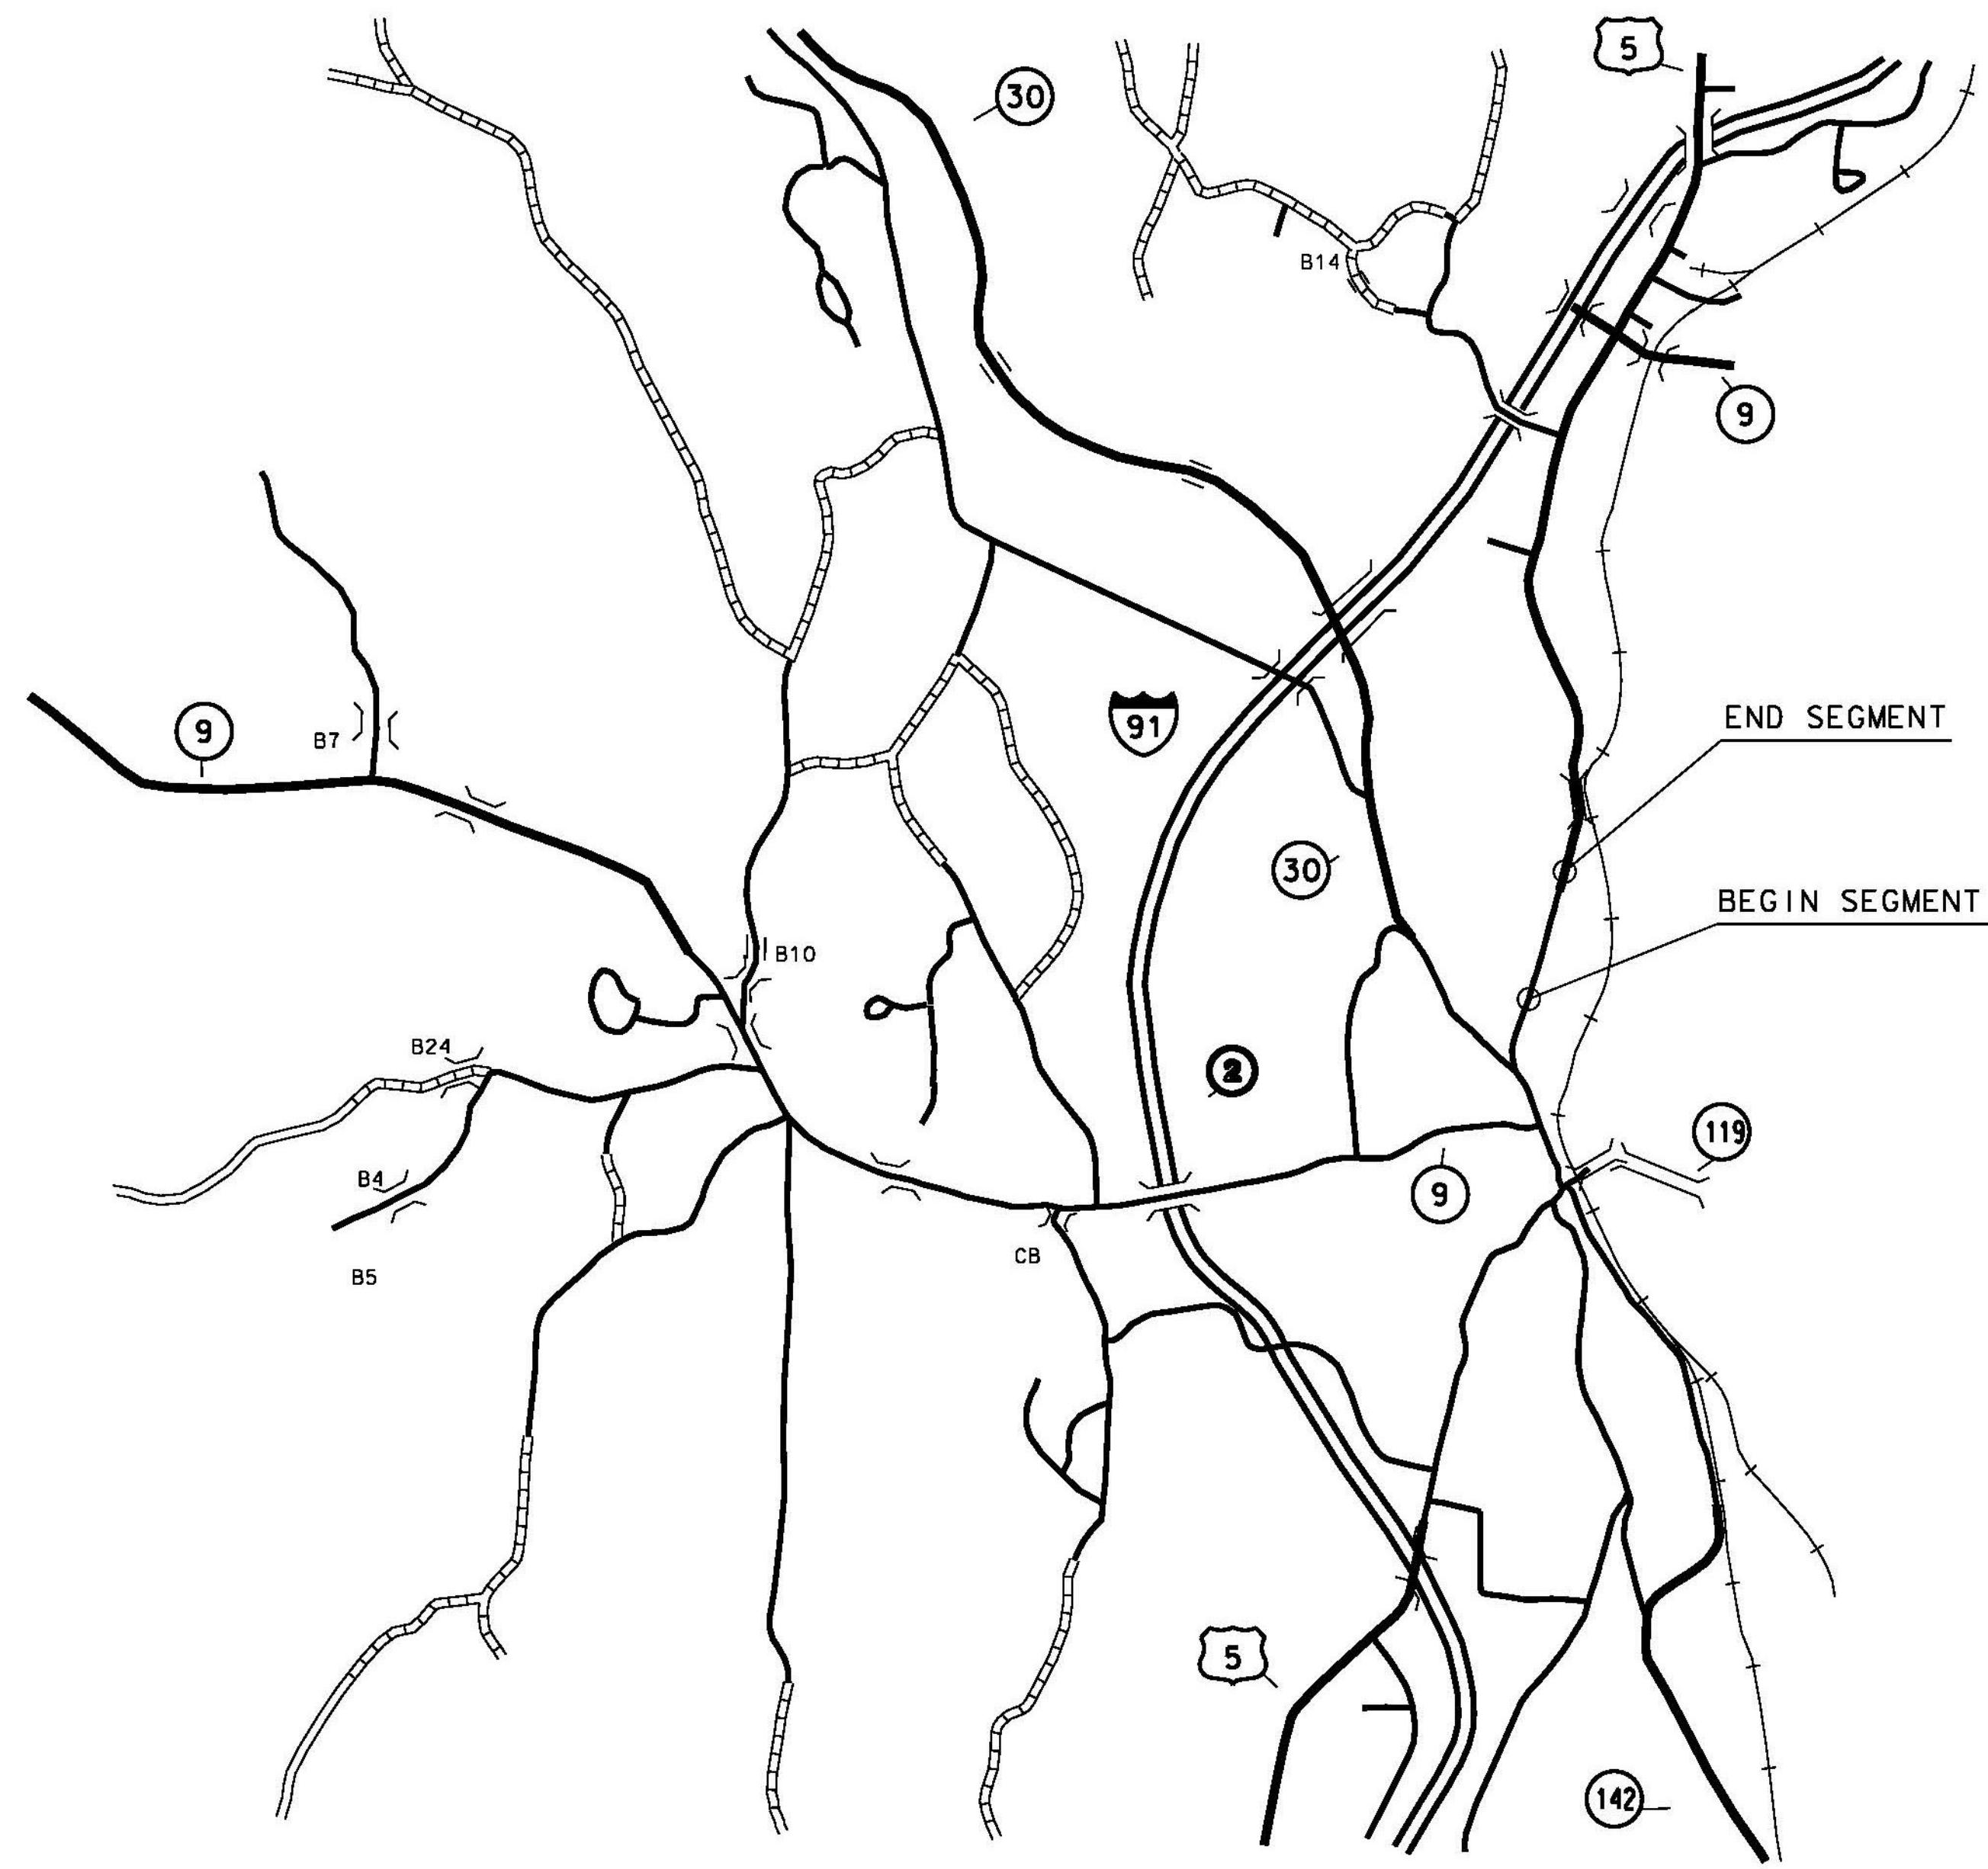 5
30
B14
9
END SEGMENT
9
B7
91
30
BEGIN SEGMENT
B10
B24
2
119
B4
9
CB
B5
5
142